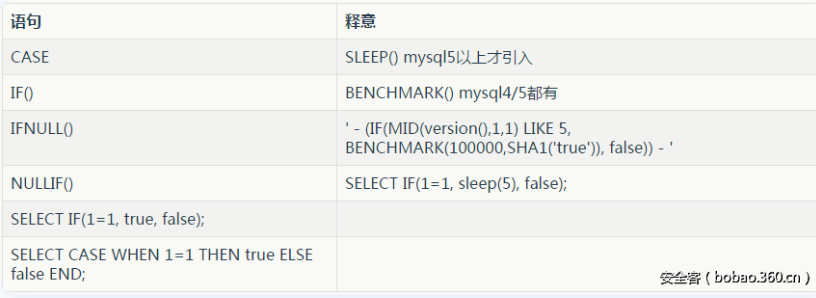 语句 释意
CASE SLEEP() mysql5以上才引入
IF() BENCHMARK() mysql4/5都有
IFNULL() ' - (IF(MID(version(),1,1) LIKE 5,
BENCHMARK(100000,SHA1('true')), false)) - '
NULLIF() SELECT IF(1=1, sleep(5), false);
SELECT IF(1=1, true, false);
SELECT CASE WHEN 1=1 THEN true ELSE
false END;
安全客（bobao.360.cn）